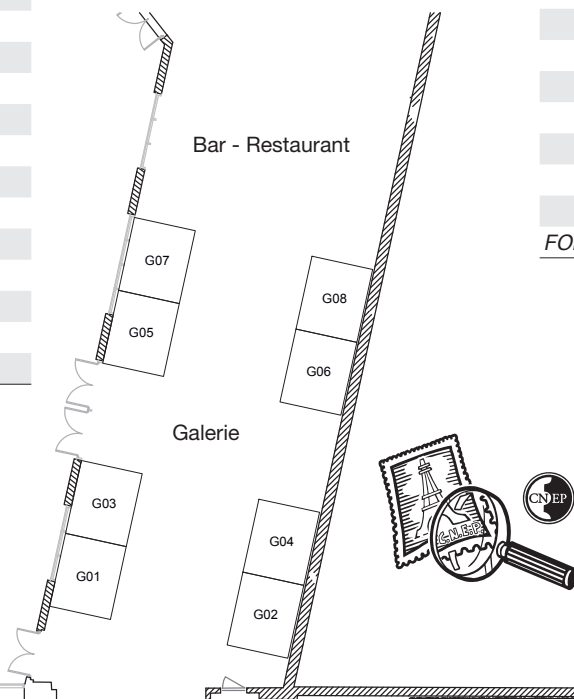 Bar - Restaurant
G07
G08
G05
G06
Galerie
G03
G04
G01
G02
C.N.E.P.
CNEP